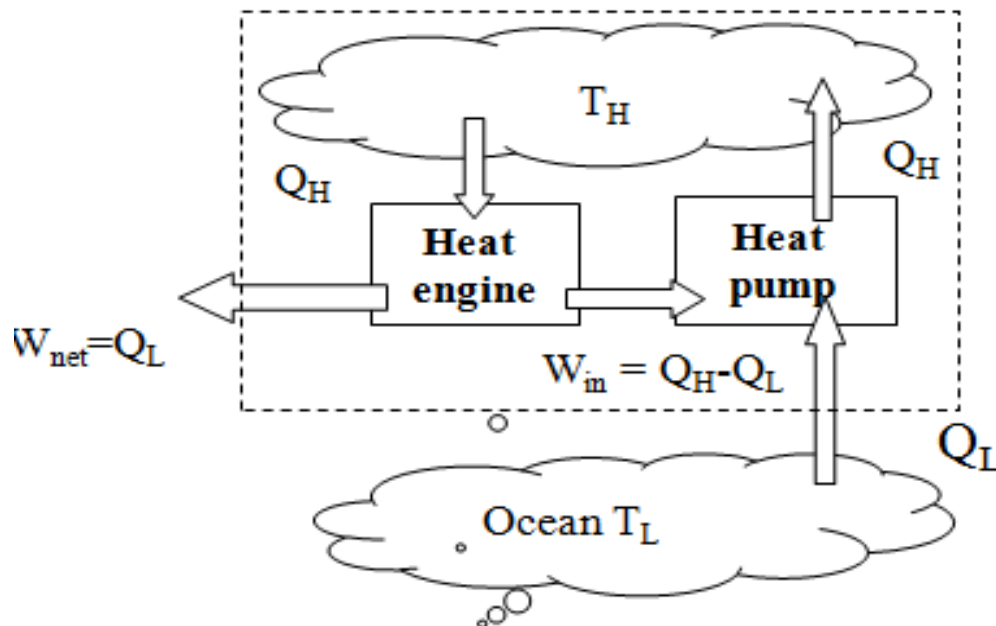 T_H
Q_H
Q_H
Heat
engine
Heat
pump
W_net=Q_L
W_in = Q_H-Q_L
Q_L
Ocean T_L